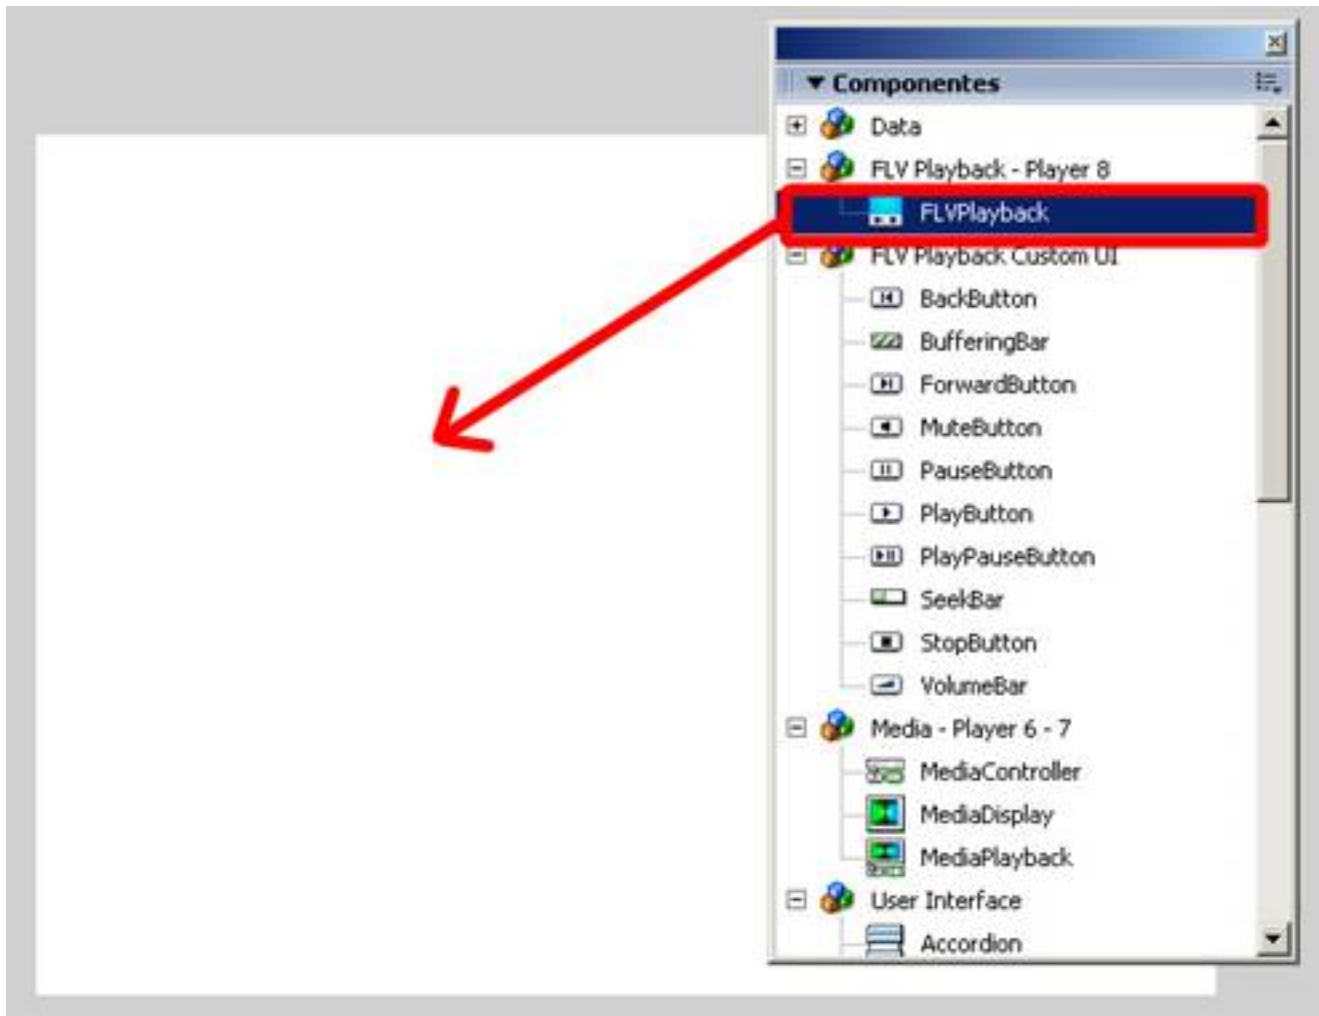 Componentes
Data
FLV Playback - Player 8
FLVPlayback
FLV Playback Custom UI
BackButton
BufferingBar
ForwardButton
MuteButton
PauseButton
PlayButton
PlayPauseButton
SeekBar
StopButton
VolumeBar
Media - Player 6 - 7
MediaController
MediaDisplay
MediaPlayback
User Interface
Accordion